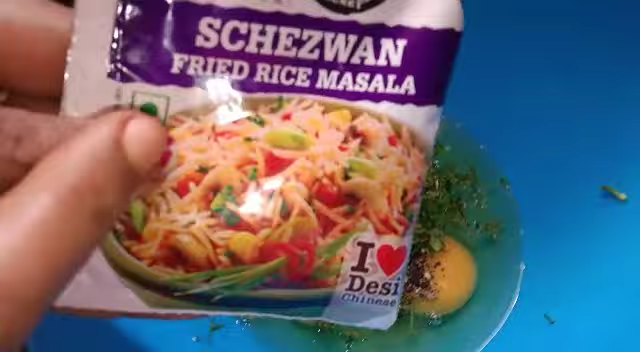 SCHEZWAN
FRIED RICE MASALA
I
Desi
Chinese